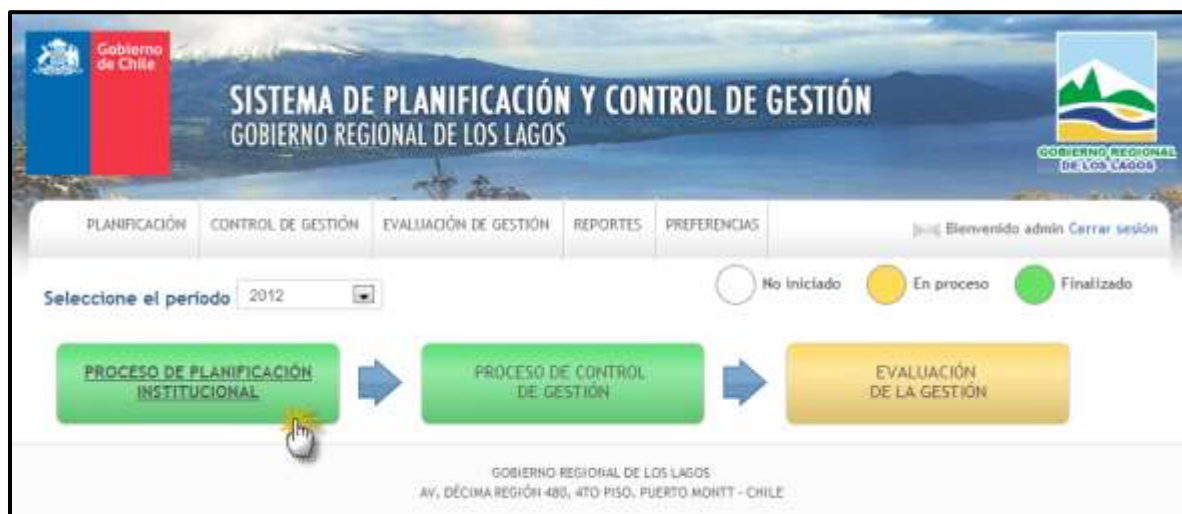 Gobierno
de Chile
SISTEMA DE PLANIFICACIÓN Y CONTROL DE GESTIÓN
GOBIERNO REGIONAL DE LOS LAGOS
GOBIERNO REGIONAL
DE LOS LAGOS
PLANIFICACIÓN CONTROL DE GESTIÓN EVALUACIÓN DE GESTIÓN REPORTES PREFERENCIAS Bienvenido admin Cerrar sesión
Seleccione el período 2012 No iniciado En proceso Finalizado
PROCESO DE PLANIFICACIÓN
INSTITUCIONAL
PROCESO DE CONTROL
DE GESTIÓN
EVALUACIÓN
DE LA GESTIÓN
GOBIERNO REGIONAL DE LOS LAGOS
AV. DÉCIMA REGIÓN 480, 4TO PISO. PUERTO MONTT - CHILE